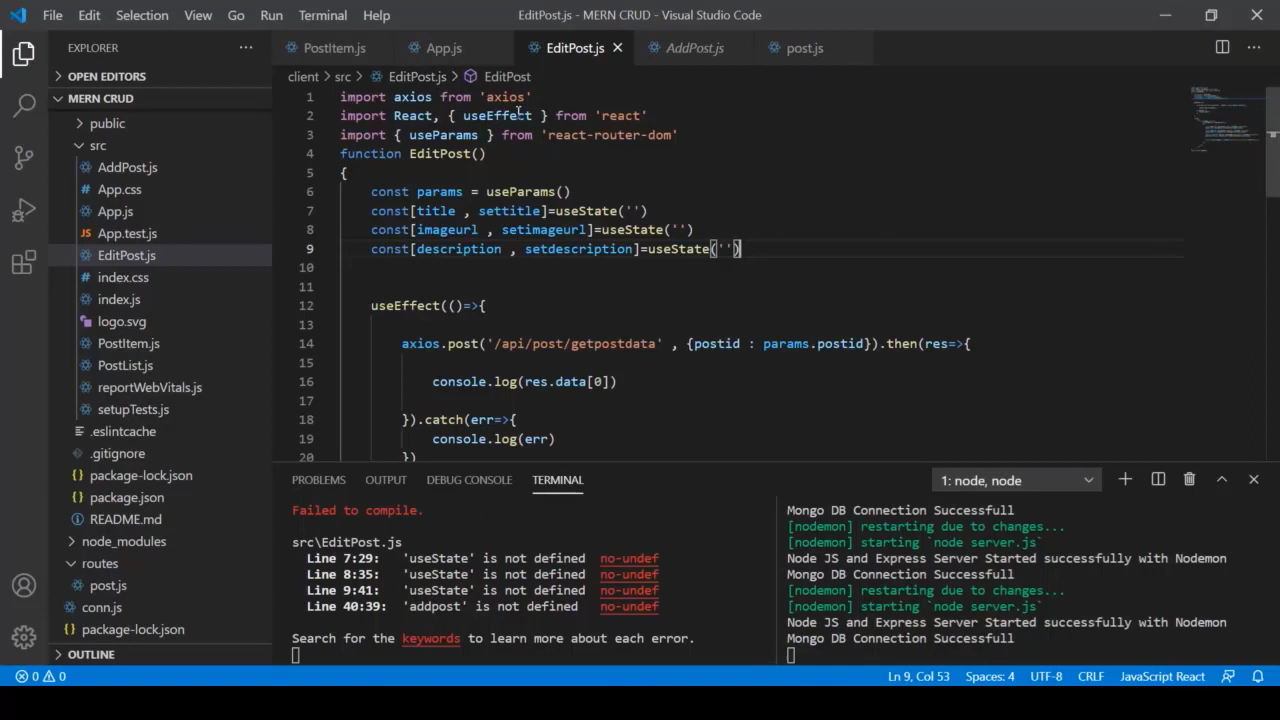 File Edit Selection View Go Run Terminal Help EditPost.js - MERN CRUD - Visual Studio Code
EXPLORER
OPEN EDITORS
MERN CRUD
public
src
AddPost.js
App.css
App.js
JS App.test.js
EditPost.js
index.css
index.js
logo.svg
PostItem.js
PostList.js
reportWebVitals.js
setupTests.js
.eslintcache
.gitignore
{} package-lock.json
{} package.json
README.md
node_modules
routes
post.js
conn.js
{} package-lock.json
OUTLINE
PostItem.js App.js EditPost.js AddPost.js post.js
client > src > EditPost.js > EditPost
1 import axios from 'axios'
2 import React, { useEffect } from 'react'
3 import { useParams } from 'react-router-dom'
4 function EditPost()
5 {
6 const params = useParams()
7 const[title , settitle]=useState('')
8 const[imageurl , setimageurl]=useState('')
9 const[description , setdescription]=useState('')
10
11
12 useEffect(()=>{
13
14 axios.post('/api/post/getpostdata' , {postid : params.postid}).then(res=>{
15
16 console.log(res.data[0])
17
18 }).catch(err=>{
19 console.log(err)
20 })
PROBLEMS OUTPUT DEBUG CONSOLE TERMINAL 1: node, node
Failed to compile.
src\EditPost.js
Line 7:29: 'useState' is not defined no-undef
Line 8:35: 'useState' is not defined no-undef
Line 9:41: 'useState' is not defined no-undef
Line 40:39: 'addpost' is not defined no-undef
Search for the keywords to learn more about each error.
Mongo DB Connection Successfull
[nodemon] restarting due to changes...
[nodemon] starting `node server.js`
Node JS and Express Server Started successfully with Nodemon
Mongo DB Connection Successfull
[nodemon] restarting due to changes...
[nodemon] starting `node server.js`
Node JS and Express Server Started successfully with Nodemon
Mongo DB Connection Successfull
0 0 Ln 9, Col 53 Spaces: 4 UTF-8 CRLF JavaScript React